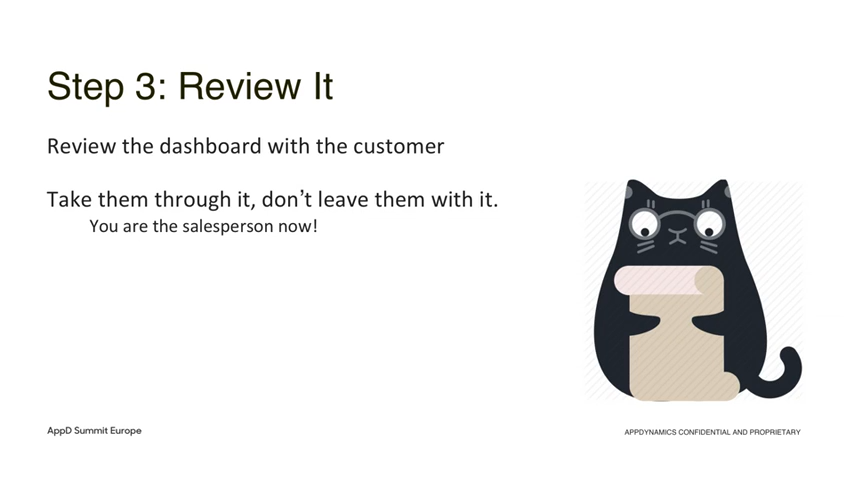 Step 3: Review It
Review the dashboard with the customer
Take them through it, don’t leave them with it.
You are the salesperson now!
AppD Summit Europe
APPDYNAMICS CONFIDENTIAL AND PROPRIETARY